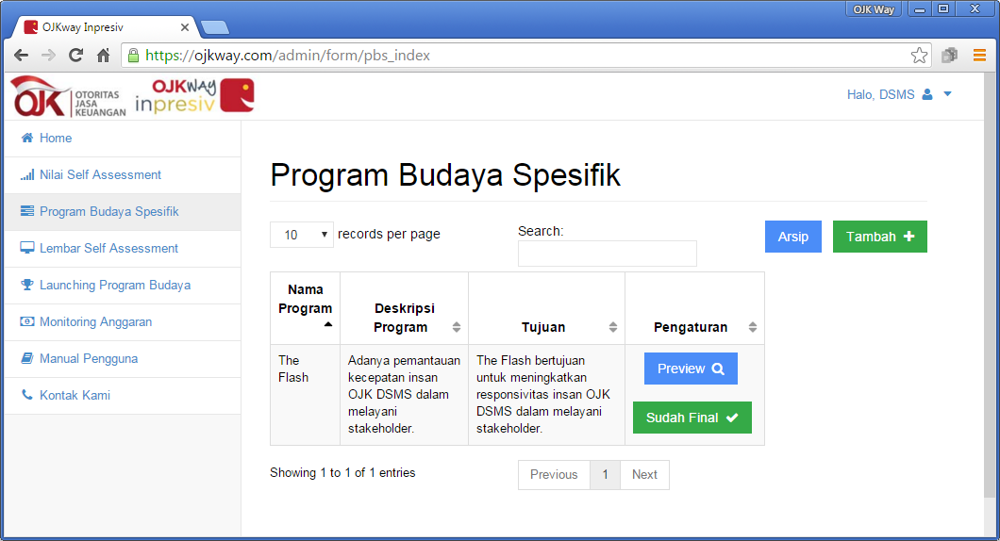 OJK Way
OJKway Inpresiv
https://ojkway.com/admin/form/pbs_index
OJK
OTORITAS
JASA
KEUANGAN
OJKWAY
inpresiv
Halo, DSMS
Home
Nilai Self Assessment
Program Budaya Spesifik
Lembar Self Assessment
Launching Program Budaya
Monitoring Anggaran
Manual Pengguna
Kontak Kami
Program Budaya Spesifik
10 records per page
Search:
Arsip
Tambah
Nama
Program
Deskripsi
Program
Tujuan
Pengaturan
The
Flash
Adanya pemantauan
kecepatan insan
OJK DSMS dalam
melayani
stakeholder.
The Flash bertujuan
untuk meningkatkan
responsivitas insan OJK
DSMS dalam melayani
stakeholder.
Preview
Sudah Final
Showing 1 to 1 of 1 entries
Previous 1 Next